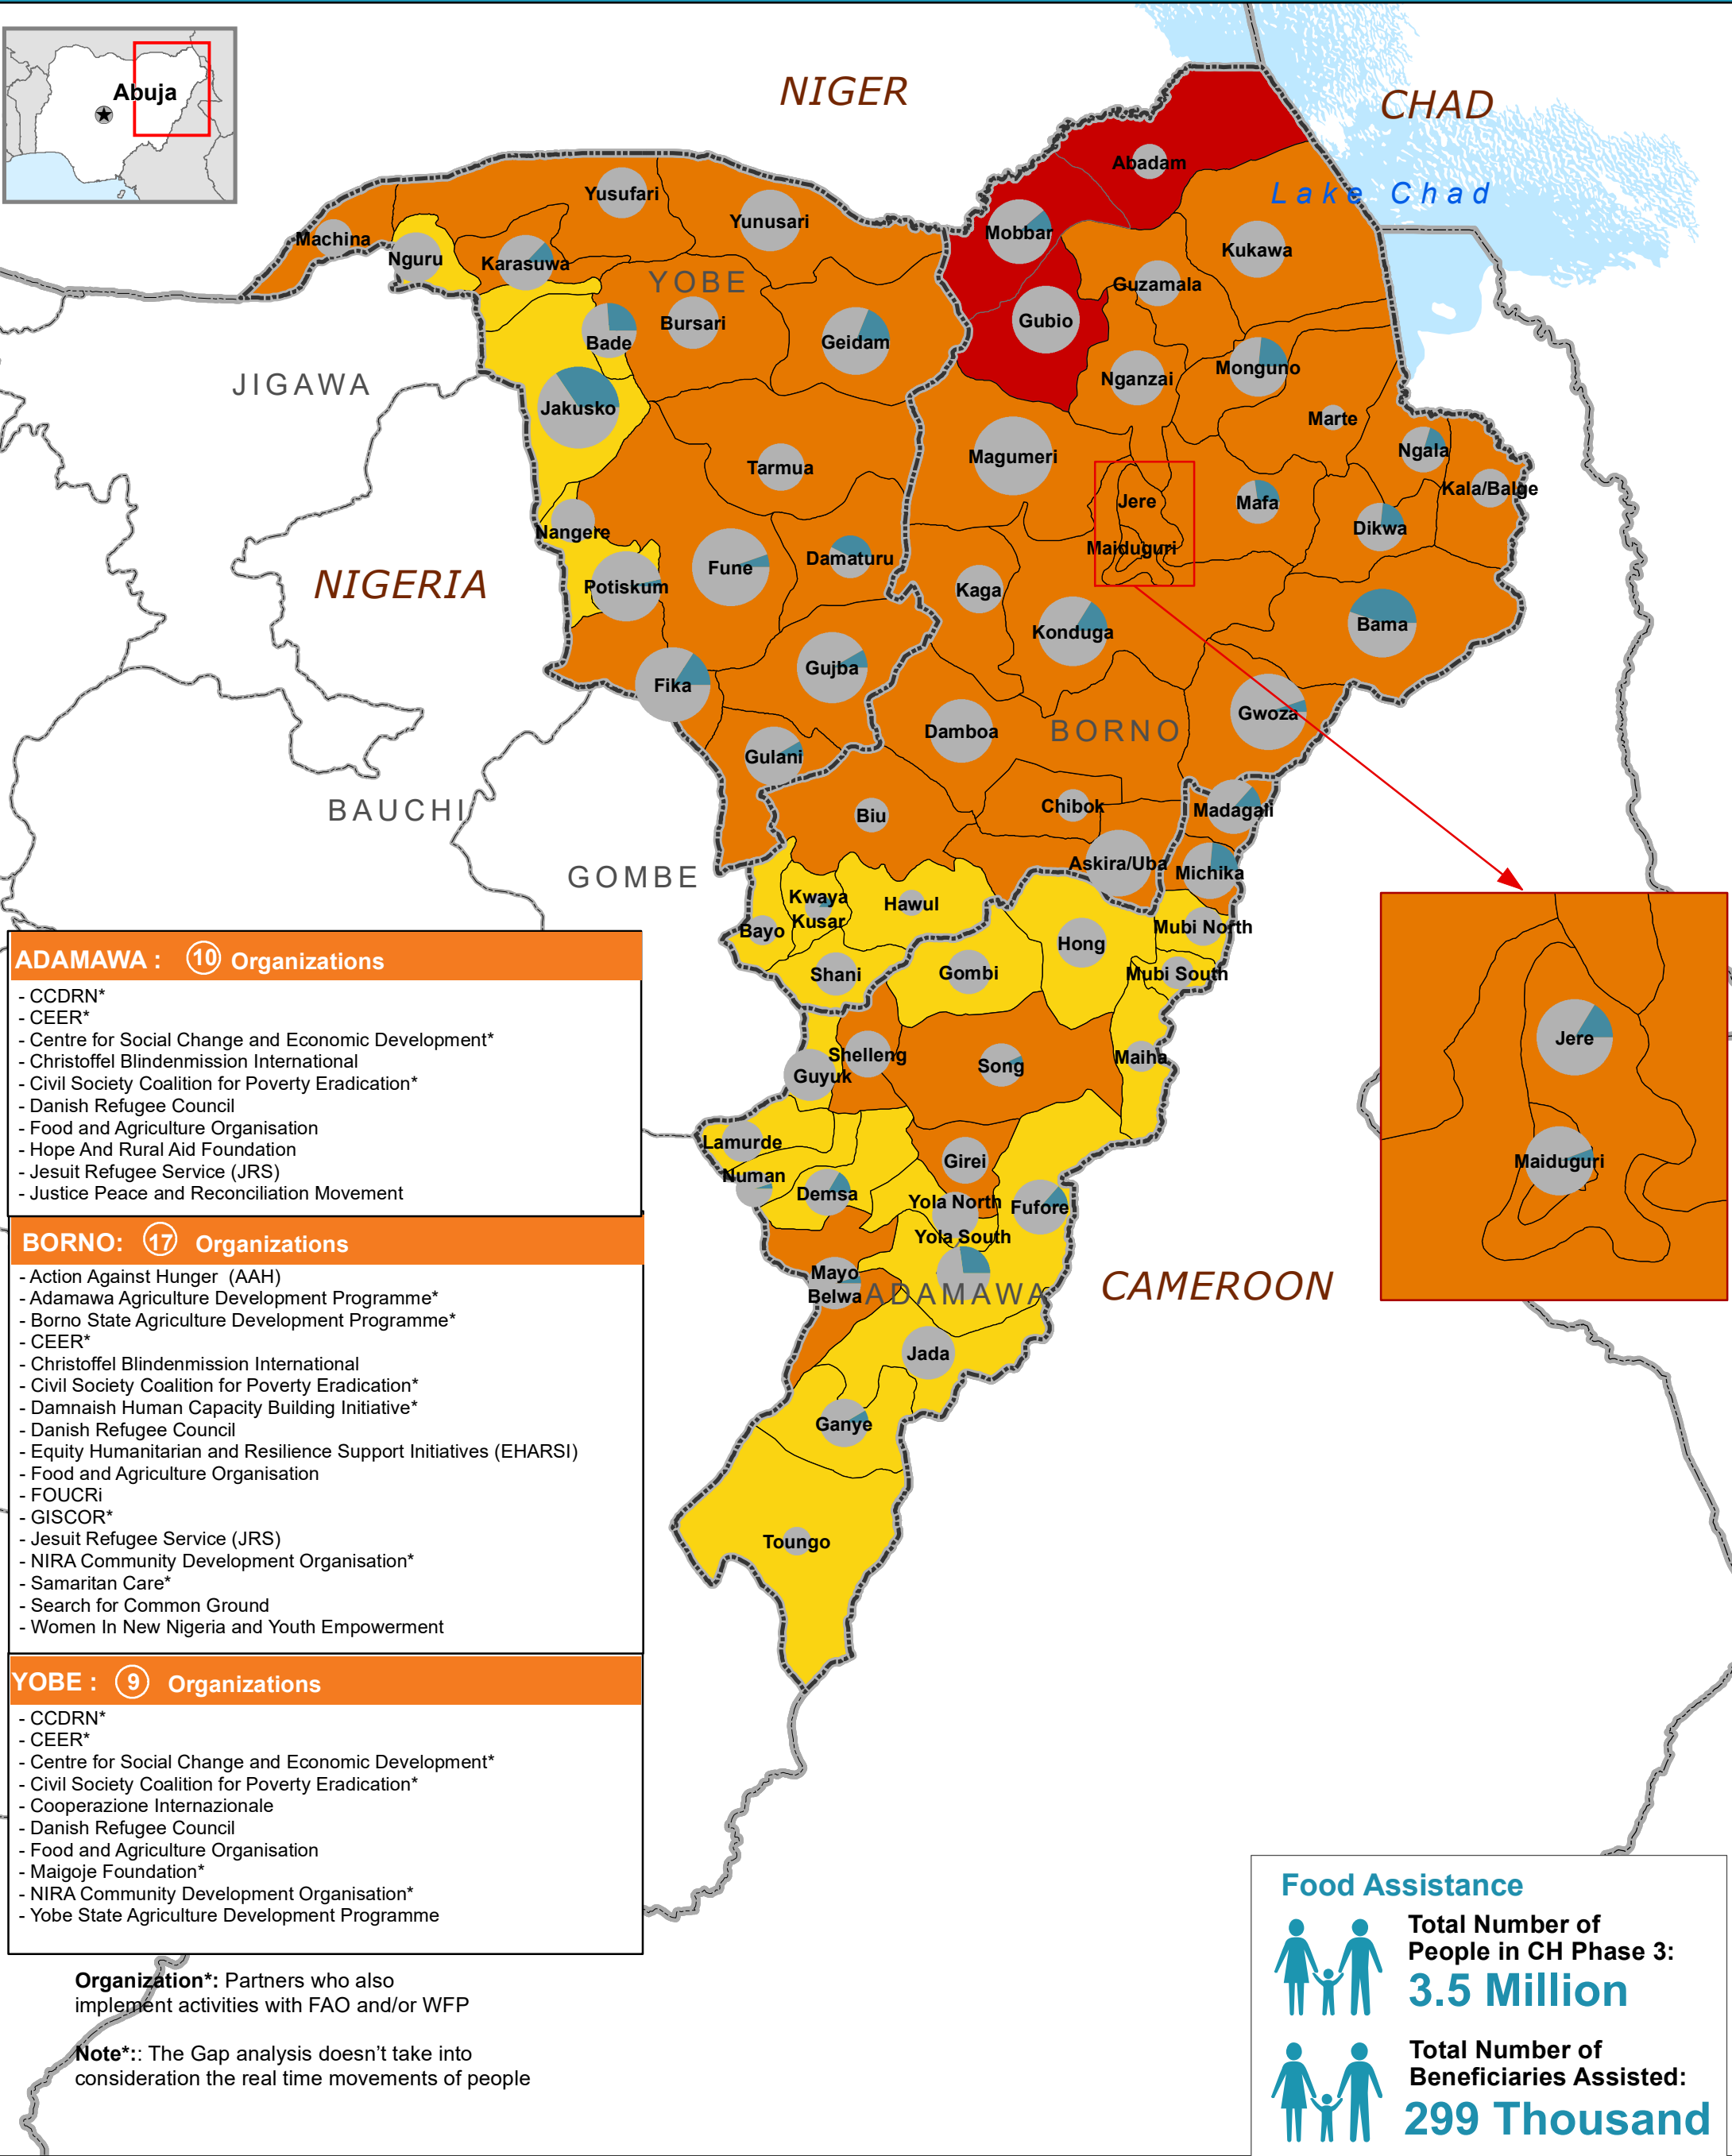 Abuja
NIGER
CHAD
Lake Chad
Abadam
Yusufari
Yunusari
Mobbar
Machina
Nguru
Karasuwa
Kukawa
YOBE
Guzamala
Bursari
Gubio
Bade
Geidam
Monguno
Nganzai
JIGAWA
Jakusko
Marte
Magumeri
Ngala
Tarmua
Kala/Balge
Jere
Mafa
Nangere
Dikwa
Maiduguri
Damaturu
Fune
NIGERIA
Potiskum
Kaga
Bama
Konduga
Gujba
Fika
Gwoza
Damboa
BORNO
Gulani
Chibok
Madagali
BAUCHI
Biu
Askira/Uba
Michika
GOMBE
Kwaya
Kusar
Hawul
Bayo
Mubi North
Hong
Shani
Gombi
Mubi South
Shelleng
Maiha
Song
Guyuk
Jere
Lamurde
Girei
Maiduguri
Numan
Demsa
Yola North
Fufore
Yola South
Mayo
Belwa
ADAMAWA
CAMEROON
Jada
Ganye
Toungo
ADAMAWA : 10 Organizations
- CCDRN*
- CEER*
- Centre for Social Change and Economic Development*
- Christoffel Blindenmission International
- Civil Society Coalition for Poverty Eradication*
- Danish Refugee Council
- Food and Agriculture Organisation
- Hope And Rural Aid Foundation
- Jesuit Refugee Service (JRS)
- Justice Peace and Reconciliation Movement
BORNO: 17 Organizations
- Action Against Hunger (AAH)
- Adamawa Agriculture Development Programme*
- Borno State Agriculture Development Programme*
- CEER*
- Christoffel Blindenmission International
- Civil Society Coalition for Poverty Eradication*
- Damnaish Human Capacity Building Initiative*
- Danish Refugee Council
- Equity Humanitarian and Resilience Support Initiatives (EHARSI)
- Food and Agriculture Organisation
- FOUCRi
- GISCOR*
- Jesuit Refugee Service (JRS)
- NIRA Community Development Organisation*
- Samaritan Care*
- Search for Common Ground
- Women In New Nigeria and Youth Empowerment
YOBE : 9 Organizations
- CCDRN*
- CEER*
- Centre for Social Change and Economic Development*
- Civil Society Coalition for Poverty Eradication*
- Cooperazione Internazionale
- Danish Refugee Council
- Food and Agriculture Organisation
- Maigoje Foundation*
- NIRA Community Development Organisation*
- Yobe State Agriculture Development Programme
Organization*: Partners who also
implement activities with FAO and/or WFP
Note*:: The Gap analysis doesn't take into
consideration the real time movements of people
Food Assistance
Total Number of
People in CH Phase 3:
3.5 Million
Total Number of
Beneficiaries Assisted:
299 Thousand